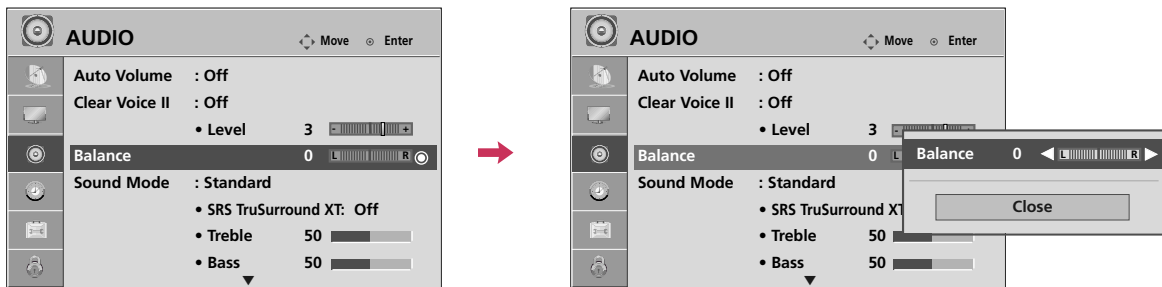 AUDIO Move Enter
Auto Volume : Off
Clear Voice II : Off
• Level 3 - +
Balance 0 L R
Sound Mode : Standard
• SRS TruSurround XT: Off
• Treble 50
• Bass 50
AUDIO Move Enter
Auto Volume : Off
Clear Voice II : Off
• Level 3 -
Balance 0 L
Sound Mode : Standard
• SRS TruSurround XT
• Treble 50
• Bass 50
Balance 0 L R
Close